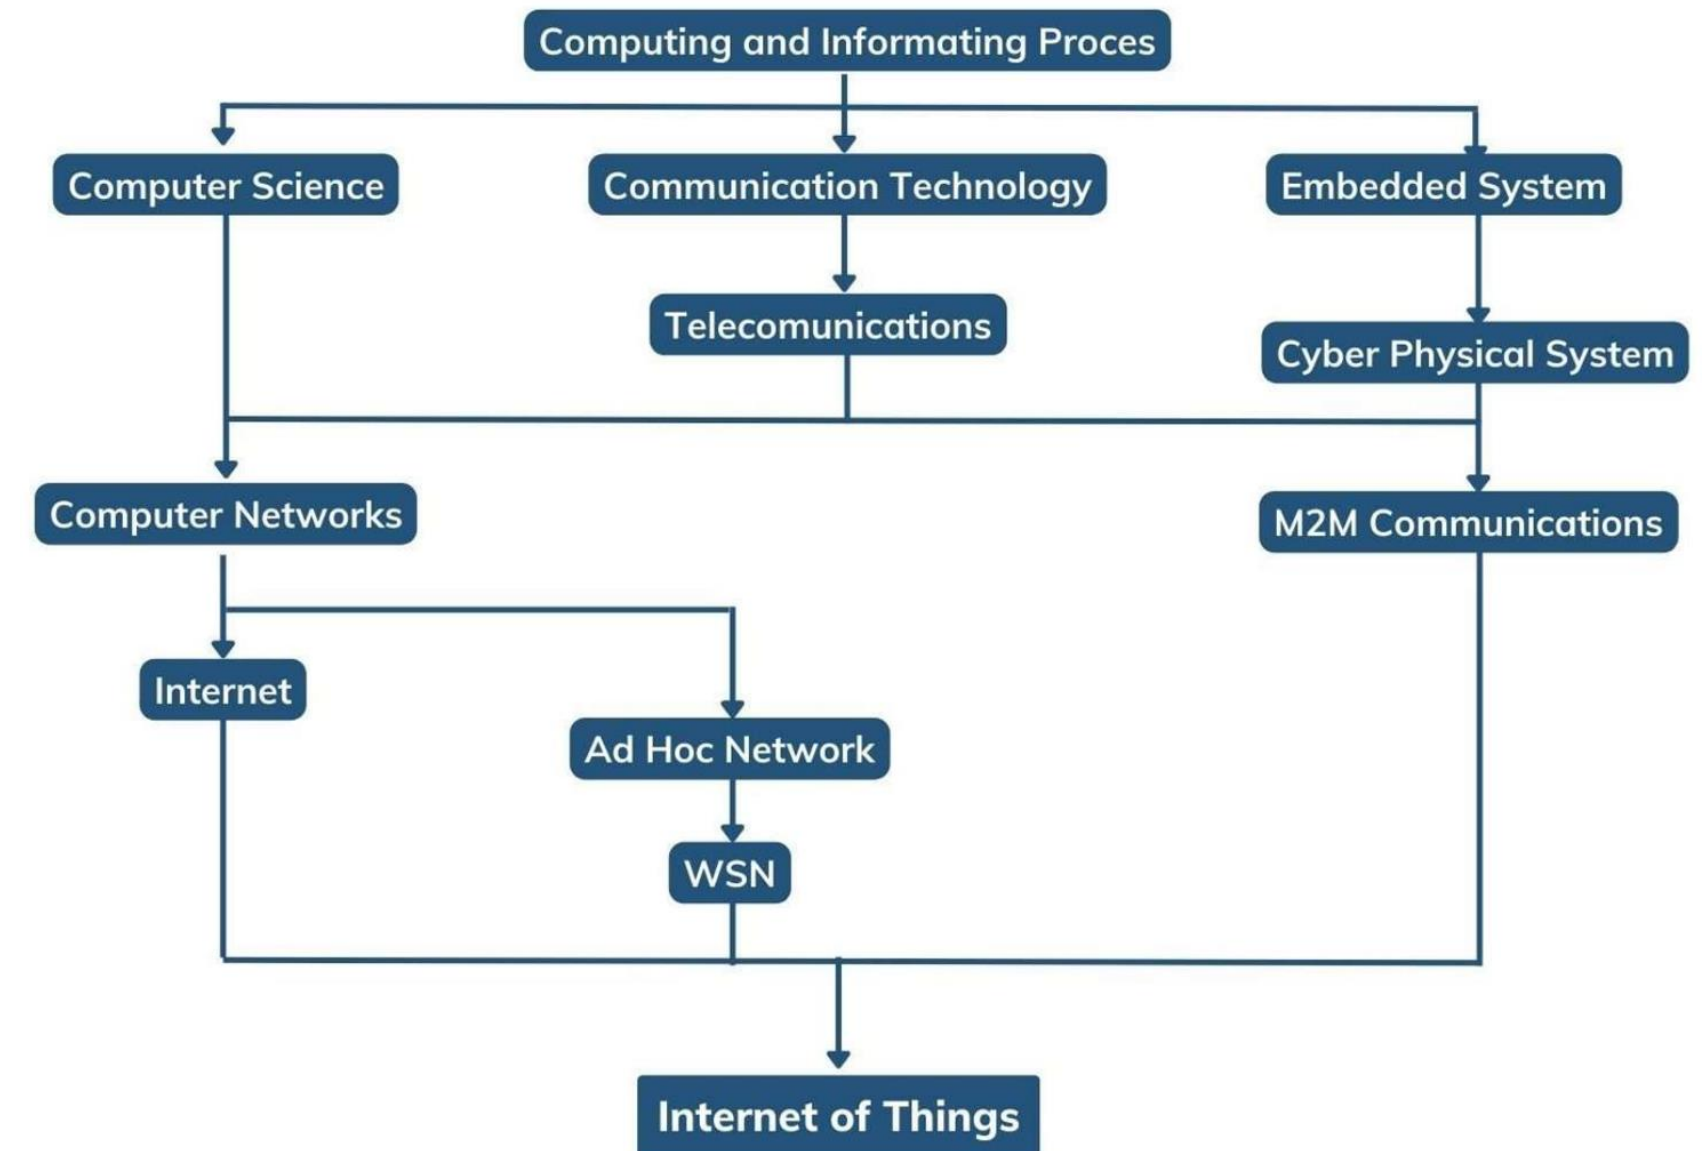 Computing and Informating Proces
Computer Science
Communication Technology
Embedded System
Telecomunications
Cyber Physical System
Computer Networks
M2M Communications
Internet
Ad Hoc Network
WSN
Internet of Things